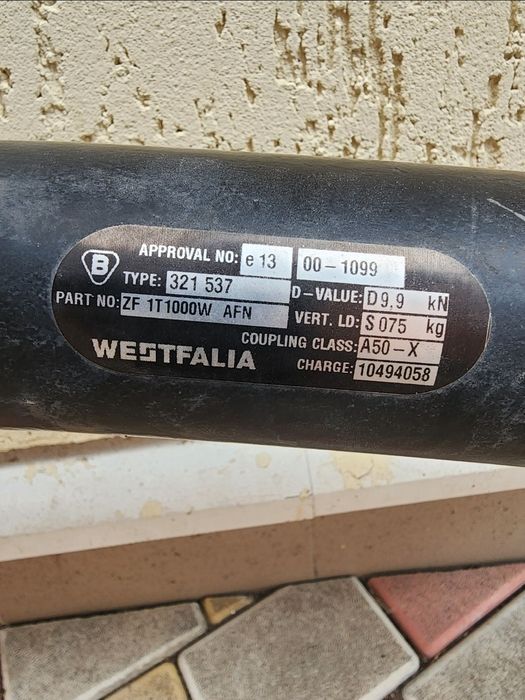 B
APPROVAL NO: e 13 00-1099
TYPE: 321 537
D-VALUE: D9,9 kN
PART NO: ZF 1T1000W AFN
VERT. LD: S 075 kg
COUPLING CLASS: A50-X
WESTFALIA
CHARGE: 10494058